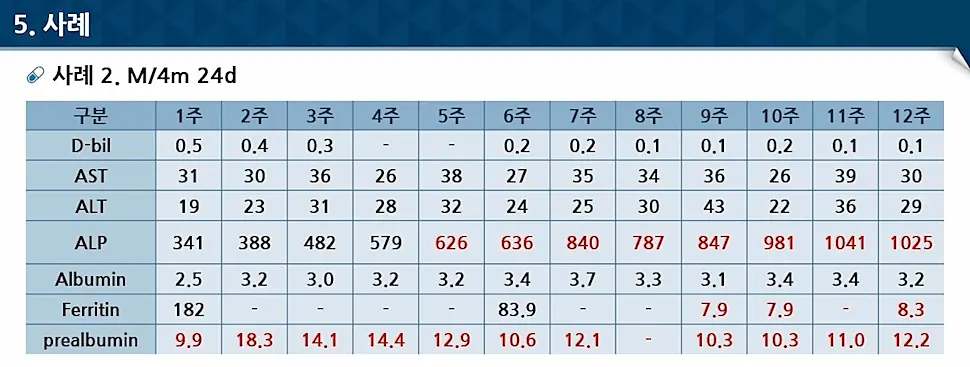 5. 사례
사례 2. M/4m 24d
구분 1주 2주 3주 4주 5주 6주 7주 8주 9주 10주 11주 12주
D-bil 0.5 0.4 0.3 - - 0.2 0.2 0.1 0.1 0.2 0.1 0.1
AST 31 30 36 26 38 27 35 34 36 26 39 30
ALT 19 23 31 28 32 24 25 30 43 22 36 29
ALP 341 388 482 579 626 636 840 787 847 981 1041 1025
Albumin 2.5 3.2 3.0 3.2 3.2 3.4 3.7 3.3 3.1 3.4 3.4 3.2
Ferritin 182 - - - - 83.9 - - 7.9 7.9 - 8.3
prealbumin 9.9 18.3 14.1 14.4 12.9 10.6 12.1 - 10.3 10.3 11.0 12.2